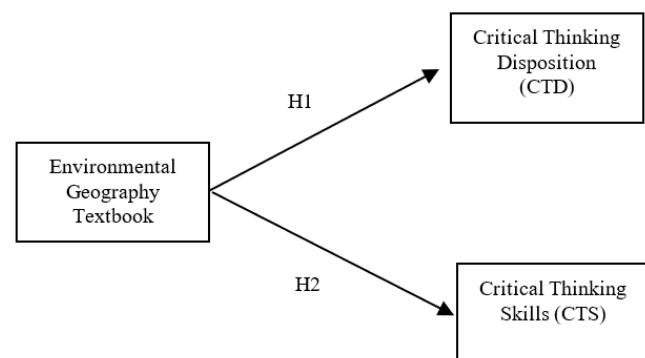 Critical Thinking
Disposition
(CTD)
H1
Environmental
Geography
Textbook
H2
Critical Thinking
Skills (CTS)